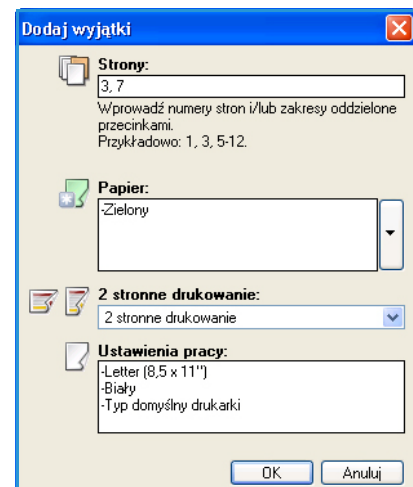 Dodaj wyjątki
Strony:
3, 7
Wprowadź numery stron i/lub zakresy oddzielone
przecinkami.
Przykładowo: 1, 3, 5-12.
Papier:
-Zielony
2 stronne drukowanie:
2 stronne drukowanie
Ustawienia pracy:
-Letter (8,5 x 11'')
-Biały
-Typ domyślny drukarki
OK Anuluj